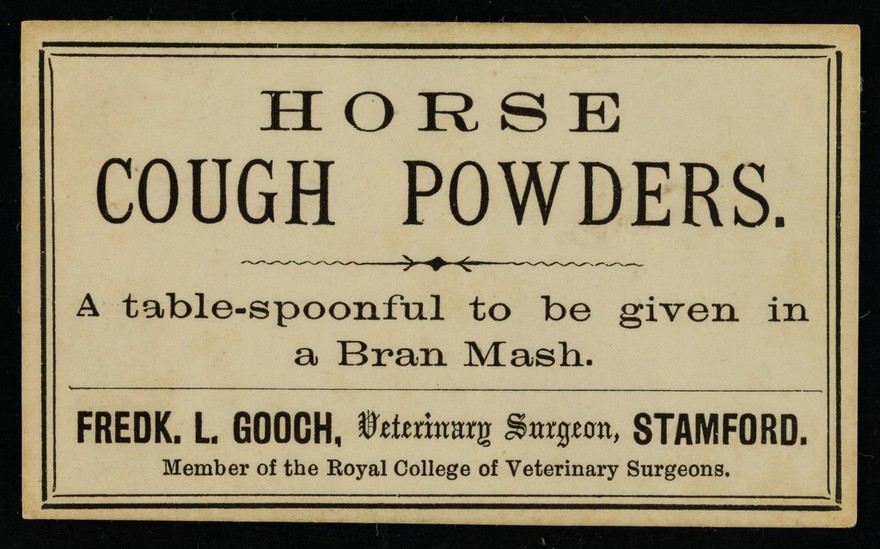 HORSE
COUGH POWDERS.
A table-spoonful to be given in
a Bran Mash.
FREDK. L. GOOCH, Veterinary Surgeon, STAMFORD.
Member of the Royal College of Veterinary Surgeons.